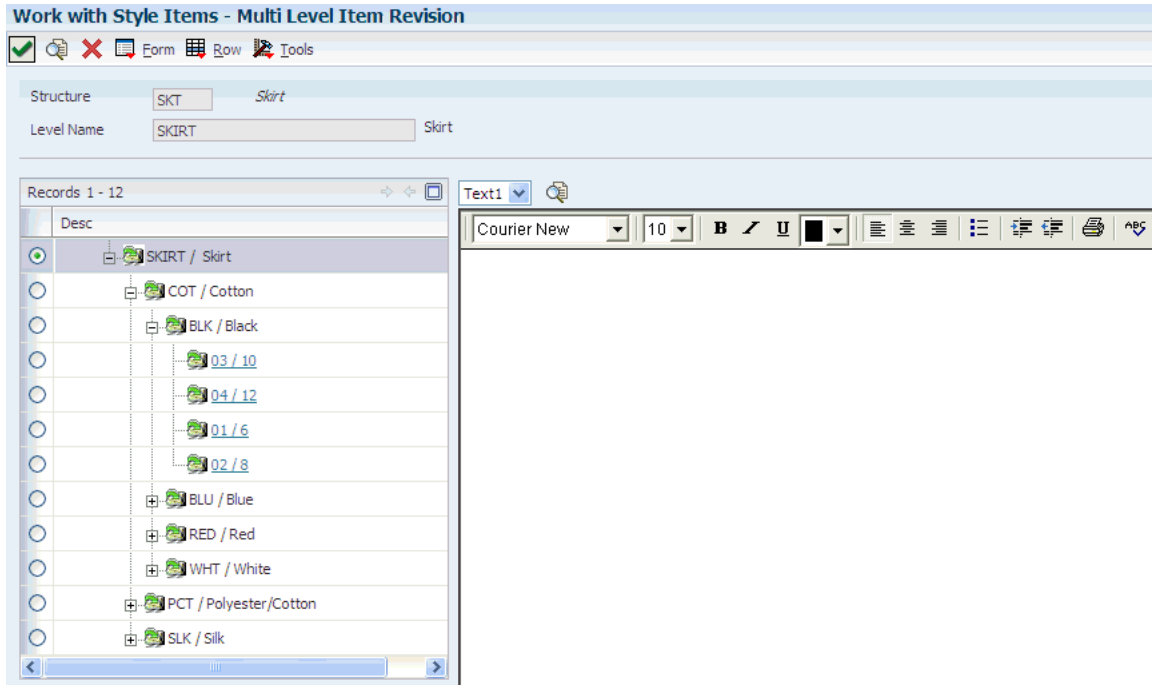 Work with Style Items - Multi Level Item Revision
Form Row Tools
Structure SKT Skirt
Level Name SKIRT Skirt
Records 1 - 12
Text1
Desc
Courier New 10 B I U ABC
SKIRT / Skirt
COT / Cotton
BLK / Black
03 / 10
04 / 12
01 / 6
02 / 8
BLU / Blue
RED / Red
WHT / White
PCT / Polyester/Cotton
SLK / Silk